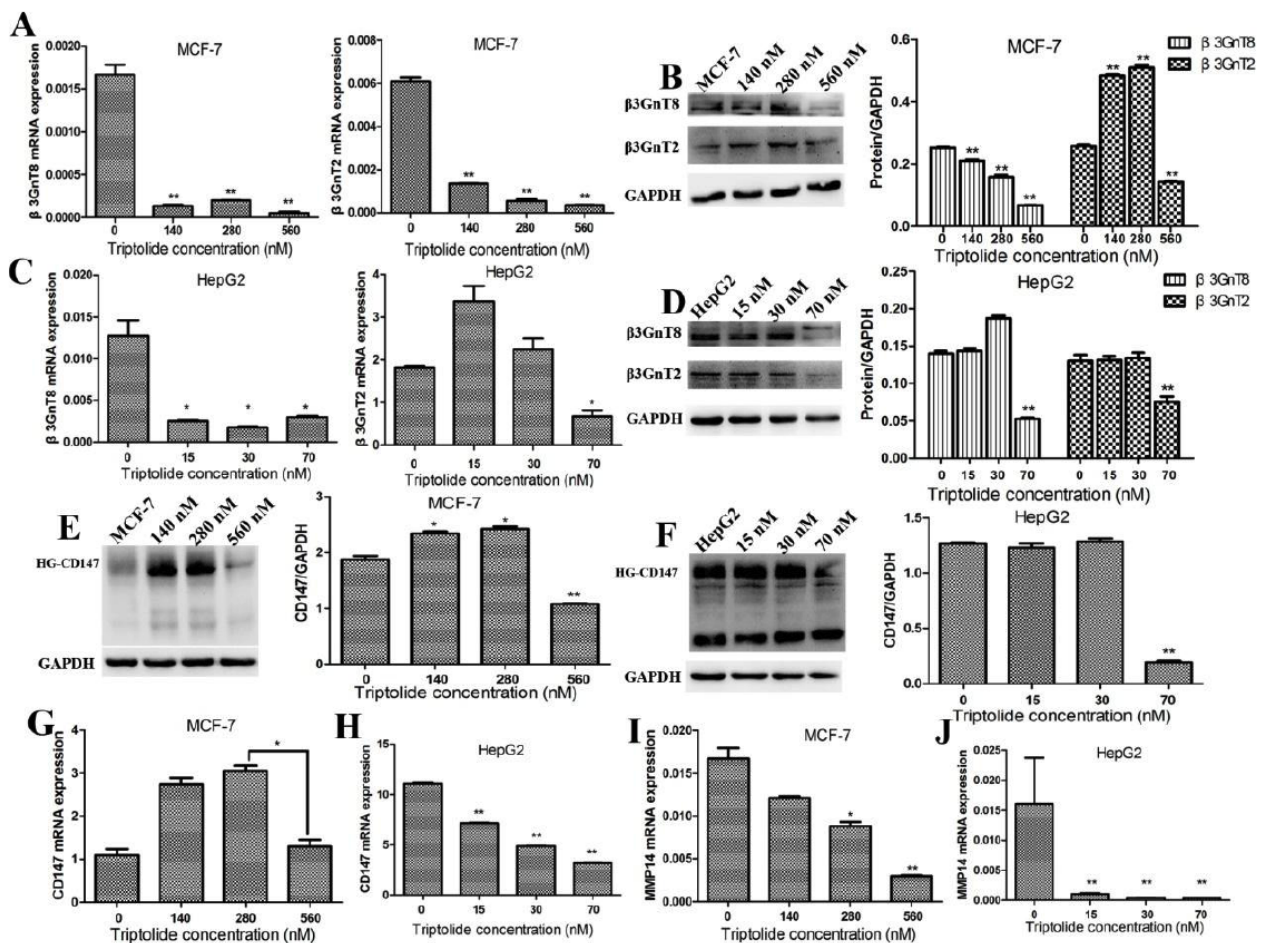 A
MCF-7
β 3GnT8 mRNA expression
0.0020
0.0015
0.0010
0.0005
0.0000
**
**
**
0 140 280 560
Triptolide concentration (nM)
MCF-7
β 3GnT2 mRNA expression
0.008
0.006
0.004
0.002
0.000
**
**
**
0 140 280 560
Triptolide concentration (nM)
B
MCF-7 140 nM 280 nM 560 nM
β3GnT8
β3GnT2
GAPDH
MCF-7
β 3GnT8
β 3GnT2
Protein/GAPDH
0.6
0.4
0.2
0.0
** ** ** ** ** **
0 140 280 560 0 140 280 560
Triptolide concentration (nM)
C
HepG2
β 3GnT8 mRNA expression
0.020
0.015
0.010
0.005
0.000
* * *
0 15 30 70
Triptolide concentration (nM)
HepG2
β 3GnT2 mRNA expression
4
3
2
1
0
*
0 15 30 70
Triptolide concentration (nM)
D
HepG2 15 nM 30 nM 70 nM
β3GnT8
β3GnT2
GAPDH
HepG2
β 3GnT8
β 3GnT2
Protein/GAPDH
0.25
0.20
0.15
0.10
0.05
0.00
** **
0 15 30 70 0 15 30 70
Triptolide concentration (nM)
E
MCF-7 140 nM 280 nM 560 nM
HG-CD147
GAPDH
MCF-7
CD147/GAPDH
3
2
1
0
* * **
0 140 280 560
Triptolide concentration (nM)
F
HepG2 15 nM 30 nM 70 nM
HG-CD147
GAPDH
HepG2
CD147/GAPDH
1.5
1.0
0.5
0.0
**
0 15 30 70
Triptolide concentration (nM)
G
MCF-7
CD147 mRNA expression
4
3
2
1
0
*
0 140 280 560
Triptolide concentration (nM)
H
HepG2
CD147 mRNA expression
15
10
5
0
** ** **
0 15 30 70
Triptolide concentration (nM)
I
MCF-7
MMP14 mRNA expression
0.020
0.015
0.010
0.005
0.000
* **
0 140 280 560
Triptolide concentration (nM)
J
HepG2
MMP14 mRNA expression
0.025
0.020
0.015
0.010
0.005
0.000
** ** **
0 15 30 70
Triptolide concentration (nM)